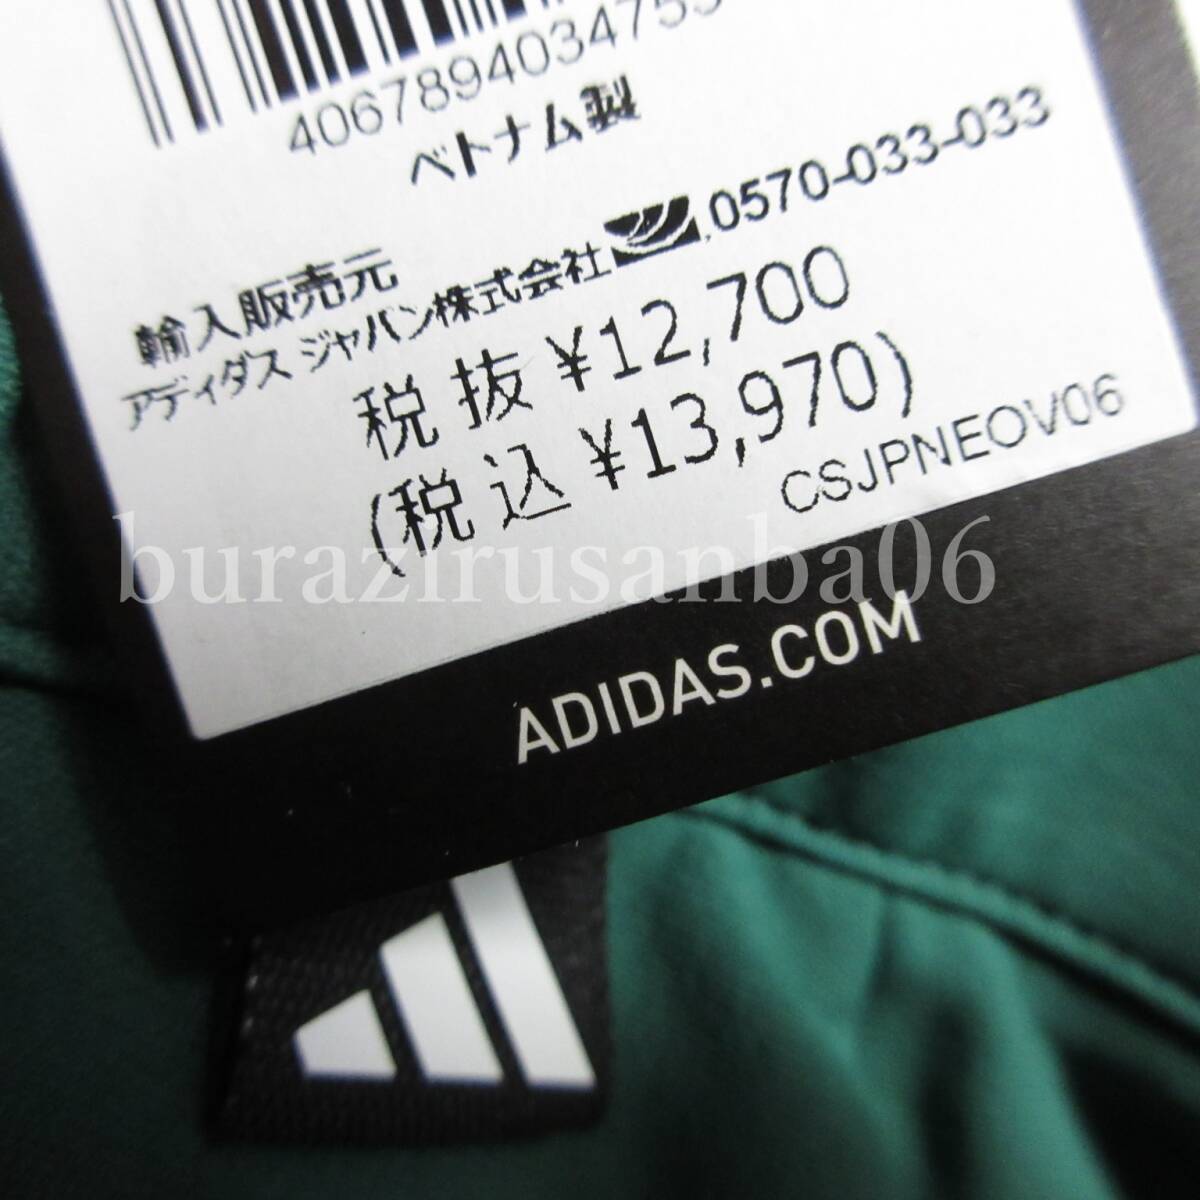 4067894034753
ベトナム製
輸入販売元
アディダス ジャパン株式会社 0570-033-033
税抜 ¥12,700
(税込 ¥13,970)
CSJPNEOV06
burazirusanba06
ADIDAS.COM